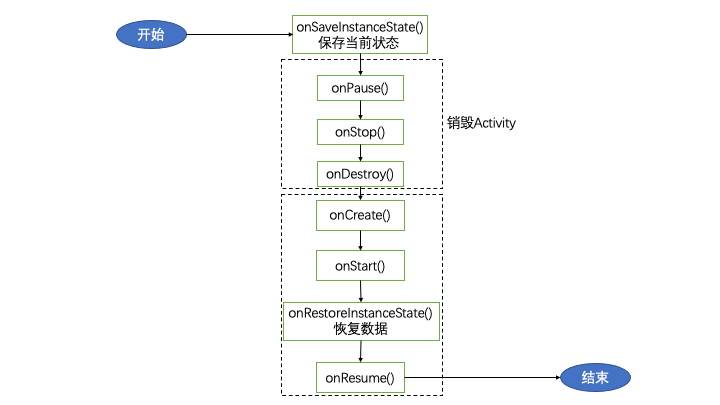 开始
onSaveInstanceState()
保存当前状态
onPause()
onStop()
销毁Activity
onDestroy()
onCreate()
onStart()
onRestoreInstanceState()
恢复数据
onResume()
结束